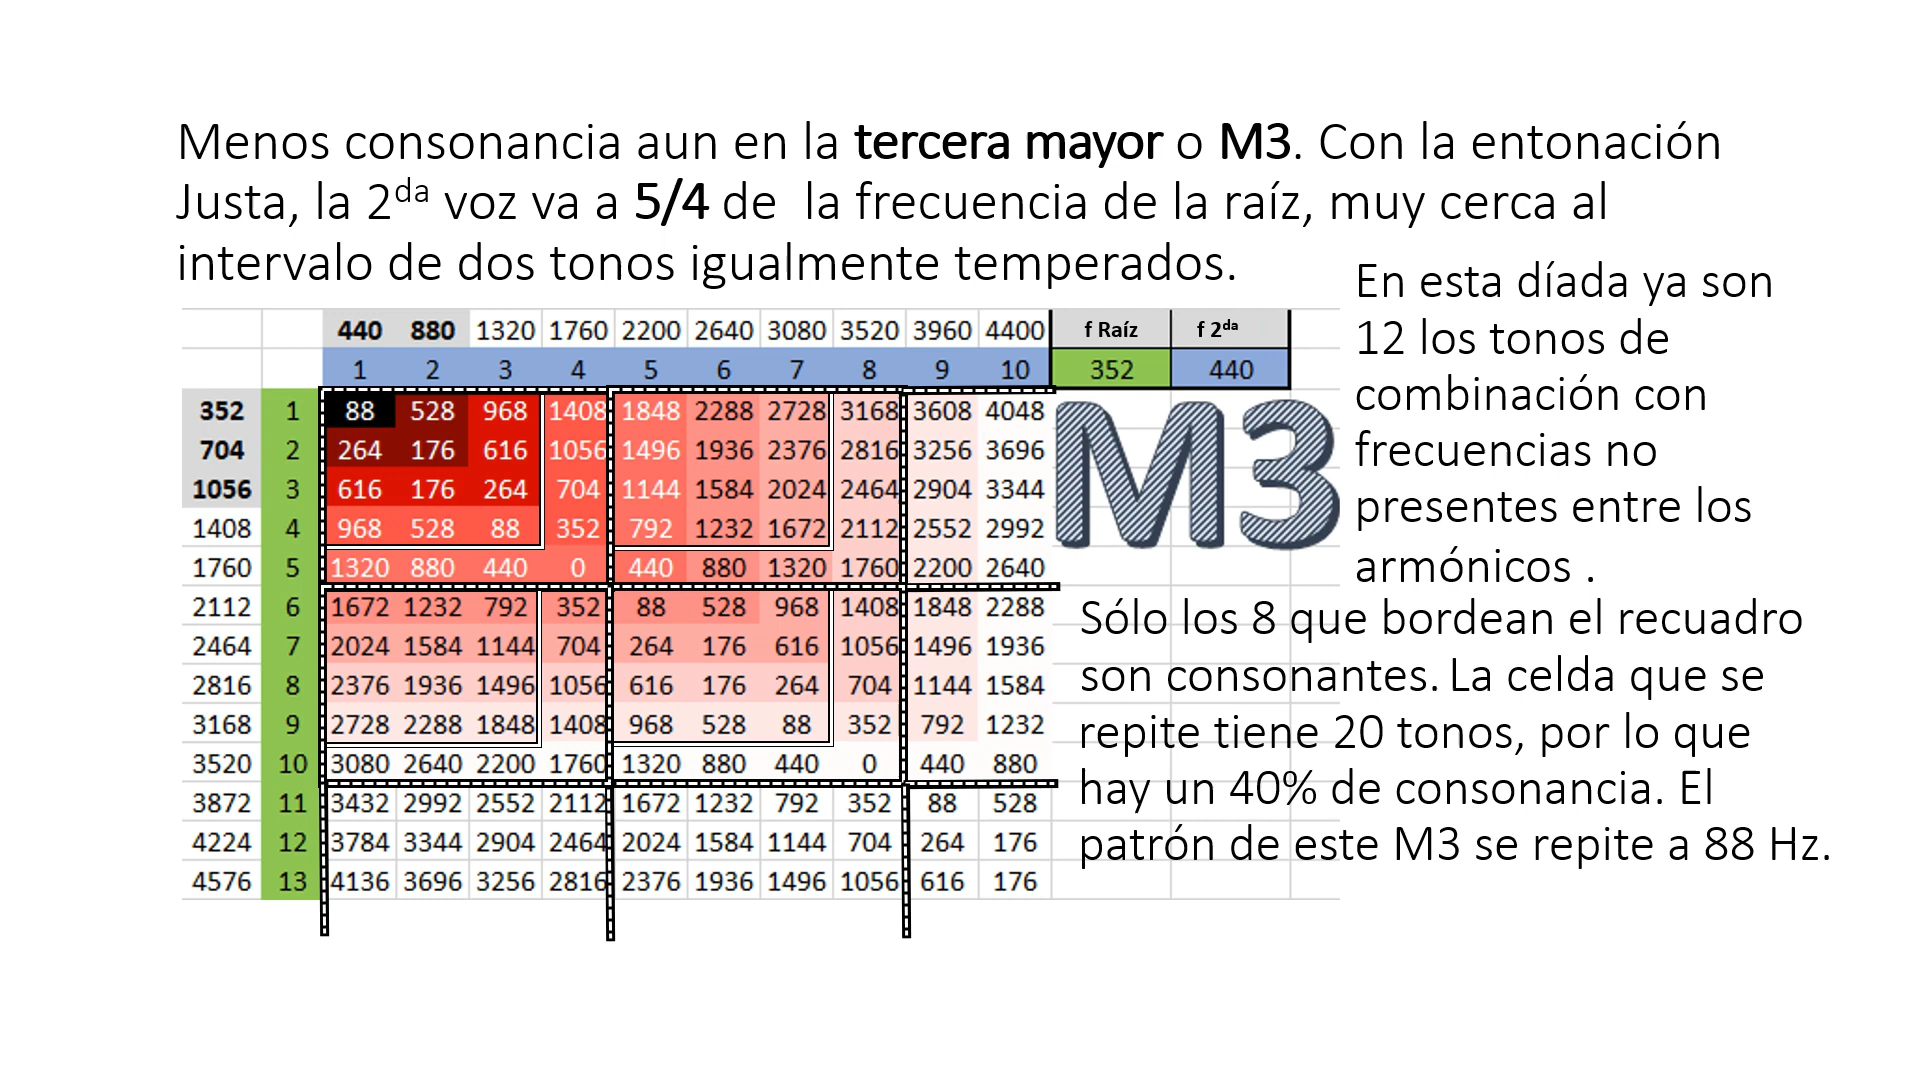 Menos consonancia aun en la tercera mayor o M3. Con la entonación
Justa, la 2da voz va a 5/4 de la frecuencia de la raíz, muy cerca al
intervalo de dos tonos igualmente temperados.
En esta díada ya son
12 los tonos de
combinación con
frecuencias no
presentes entre los
armónicos .
Sólo los 8 que bordean el recuadro
son consonantes. La celda que se
repite tiene 20 tonos, por lo que
hay un 40% de consonancia. El
patrón de este M3 se repite a 88 Hz.
440 880 1320 1760 2200 2640 3080 3520 3960 4400 f Raíz f 2da
1 2 3 4 5 6 7 8 9 10 352 440
352 1 88 528 968 1408 1848 2288 2728 3168 3608 4048
704 2 264 176 616 1056 1496 1936 2376 2816 3256 3696
1056 3 616 176 264 704 1144 1584 2024 2464 2904 3344
1408 4 968 528 88 352 792 1232 1672 2112 2552 2992
1760 5 1320 880 440 0 440 880 1320 1760 2200 2640
2112 6 1672 1232 792 352 88 528 968 1408 1848 2288
2464 7 2024 1584 1144 704 264 176 616 1056 1496 1936
2816 8 2376 1936 1496 1056 616 176 264 704 1144 1584
3168 9 2728 2288 1848 1408 968 528 88 352 792 1232
3520 10 3080 2640 2200 1760 1320 880 440 0 440 880
3872 11 3432 2992 2552 2112 1672 1232 792 352 88 528
4224 12 3784 3344 2904 2464 2024 1584 1144 704 264 176
4576 13 4136 3696 3256 2816 2376 1936 1496 1056 616 176
M3